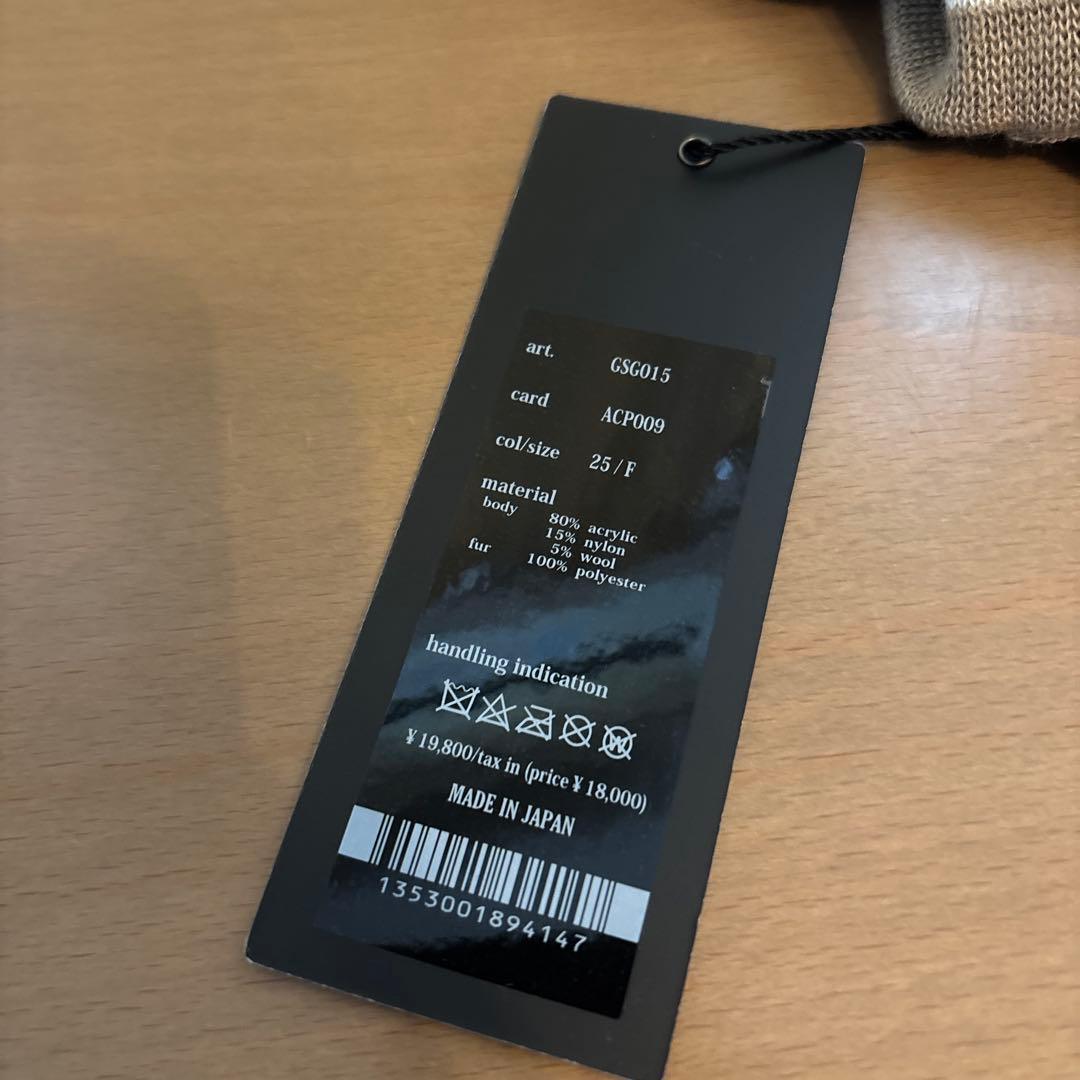 art. GSG015
card ACP009
col/size 25 / F
material
body 80% acrylic
15% nylon
5% wool
fur 100% polyester
handling indication
W
¥19,800/tax in (price ¥18,000)
MADE IN JAPAN
1353001894147